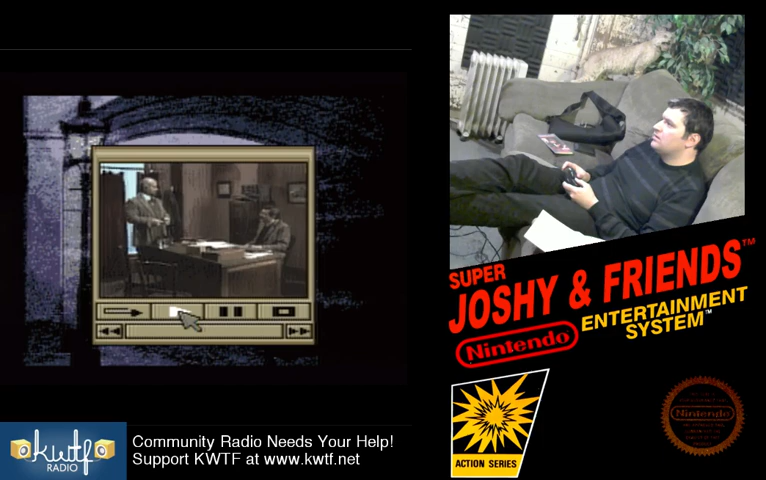 SUPER
JOSHY & FRIENDS™
Nintendo
ENTERTAINMENT
SYSTEM™
ACTION SERIES
Nintendo
kwtf
RADIO
Community Radio Needs Your Help!
Support KWTF at www.kwtf.net